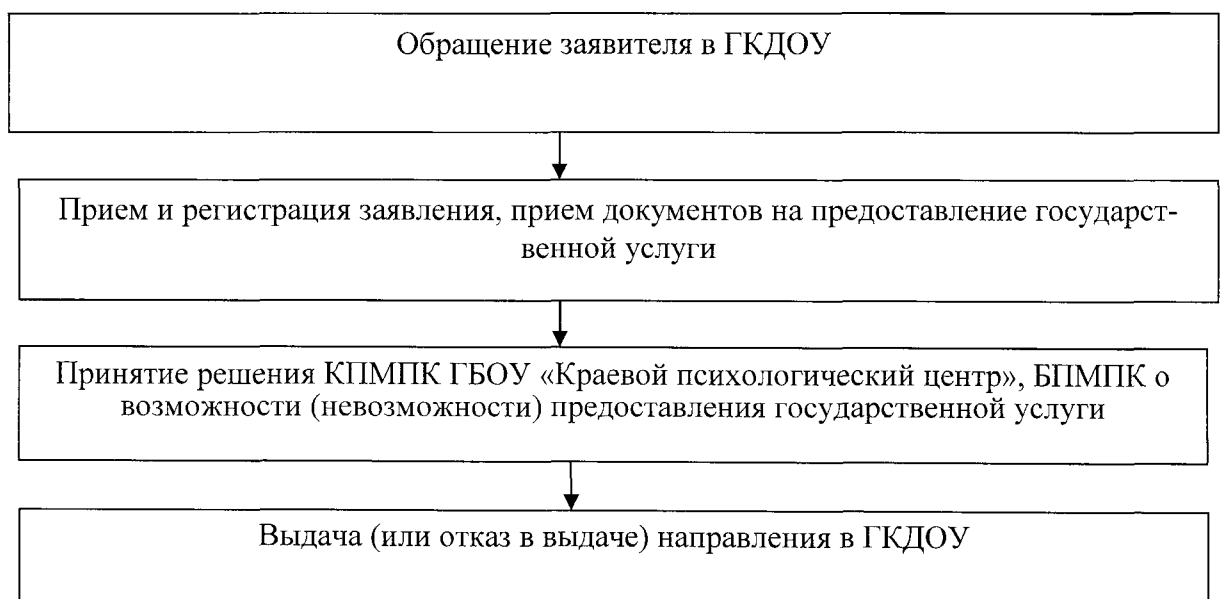 Обращение заявителя в ГКДОУ
Прием и регистрация заявления, прием документов на предоставление государст-
венной услуги
Принятие решения КПМПК ГБОУ «Краевой психологический центр», БПМПК о
возможности (невозможности) предоставления государственной услуги
Выдача (или отказ в выдаче) направления в ГКДОУ